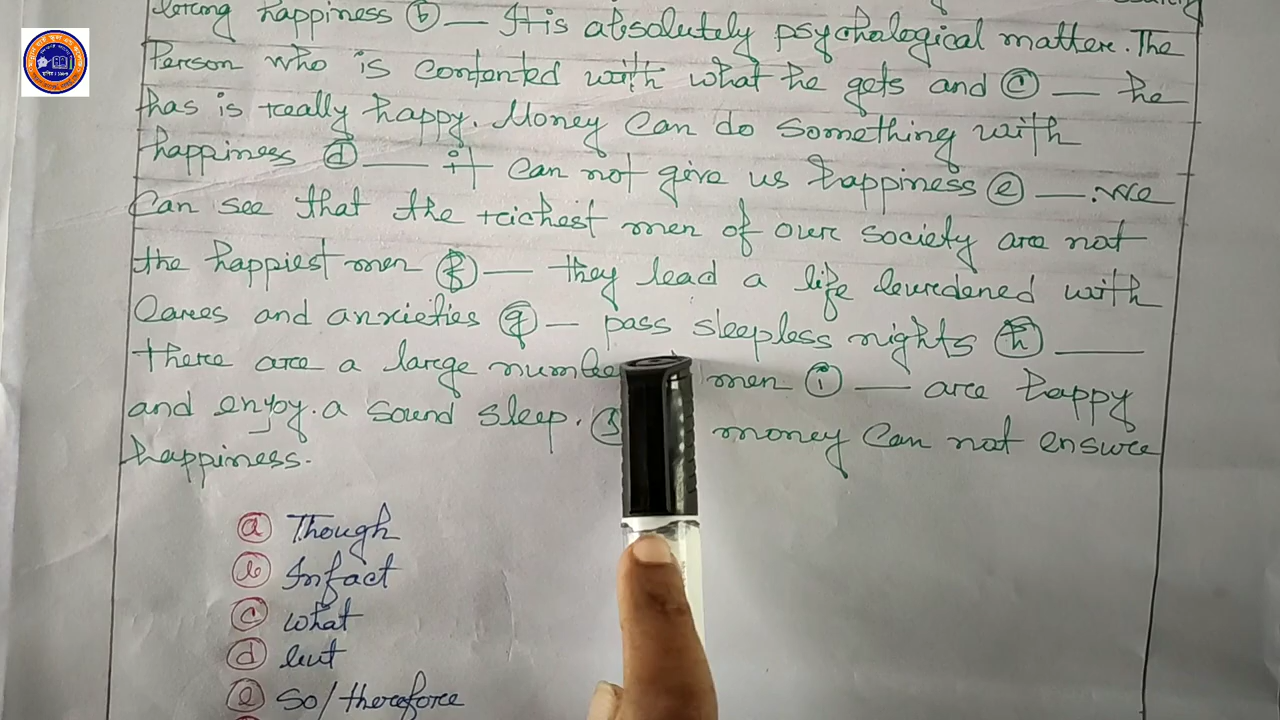 bring happiness ⓑ — It is absolutely psychological matter. The
Person who is contented with what he gets and ⓒ — he
has is really happy. Money can do something with
happiness ⓓ — it can not give us happiness ⓔ —. We
Can see that the richest men of our society are not
the happiest men ⓕ — they lead a life burdened with
Cares and anxieties ⓖ — pass sleepless nights ⓗ —
there are a large numbe men ⓘ — are happy
and enjoy. a sound sleep. money can not ensure
happiness.
ⓐ Though
ⓑ Infact
ⓒ what
ⓓ but
ⓔ So/therefore